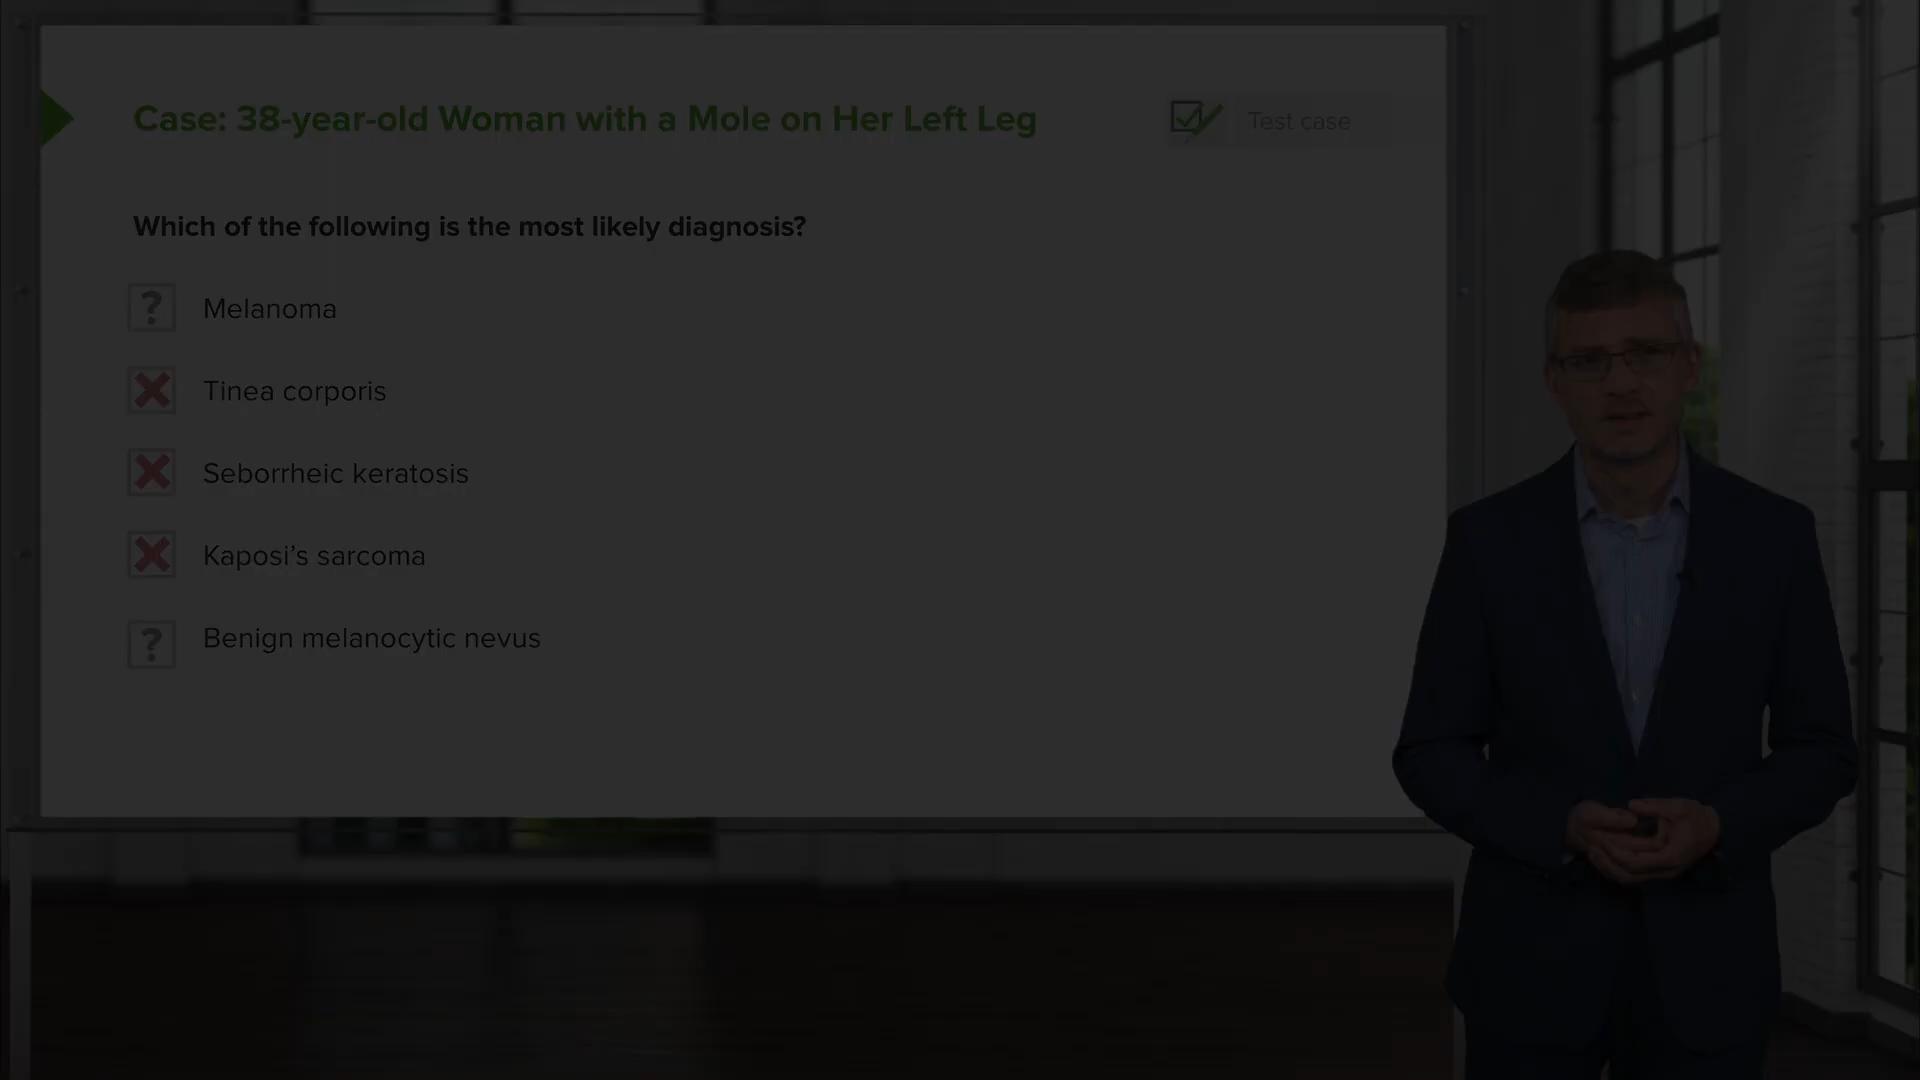 Case: 38-year-old Woman with a Mole on Her Left Leg
Test case
Which of the following is the most likely diagnosis?
? Melanoma
Tinea corporis
Seborrheic keratosis
Kaposi’s sarcoma
? Benign melanocytic nevus